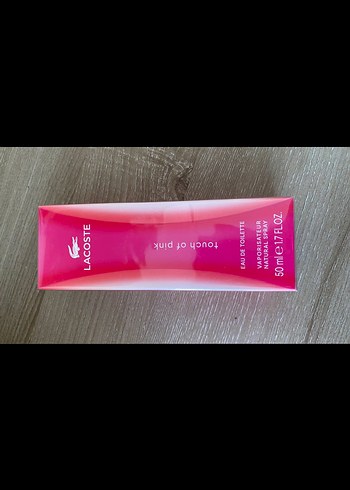 LACOSTE
touch of pink
EAU DE TOILETTE
VAPORISATEUR
NATURAL SPRAY
50 ml e 1.7 FL.OZ.